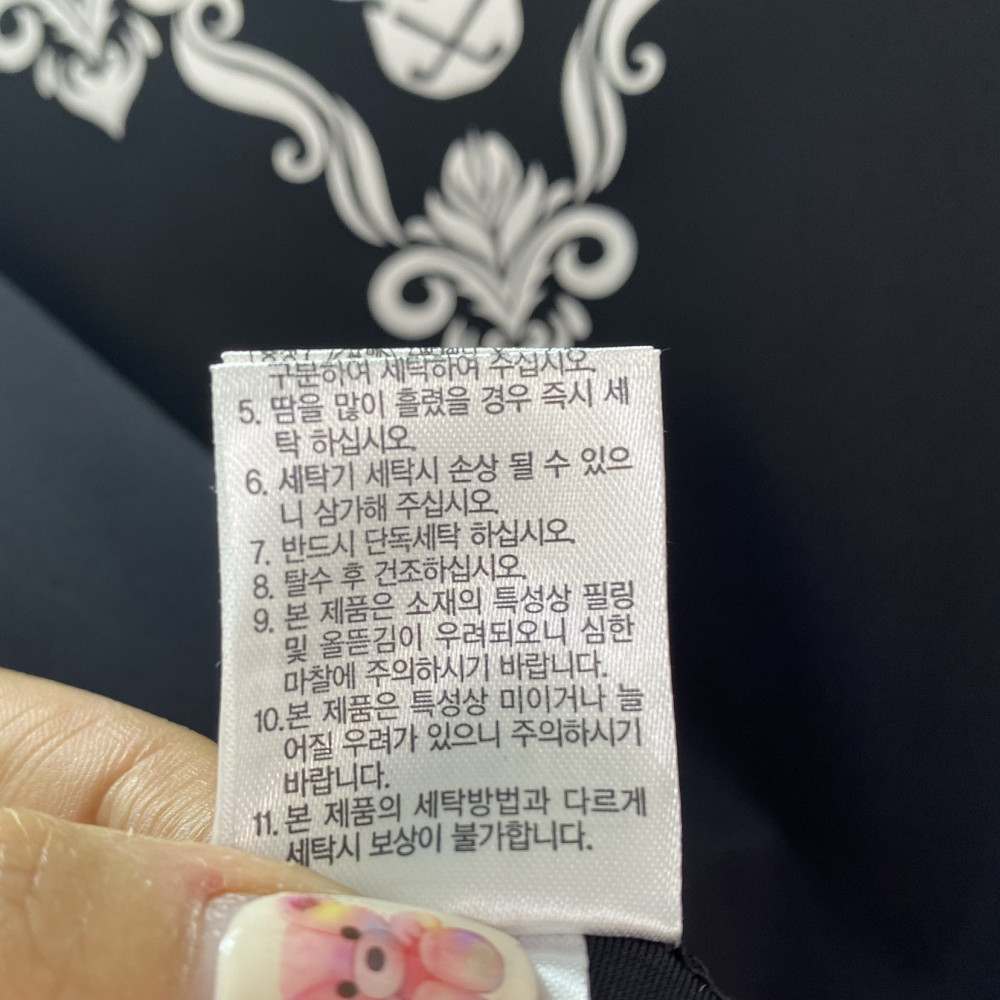 구분하여 세탁하여 주십시오.
5. 땀을 많이 흘렸을 경우 즉시 세
탁 하십시오.
6. 세탁기 세탁시 손상 될 수 있으
니 삼가해 주십시오.
7. 반드시 단독세탁 하십시오.
8. 탈수 후 건조하십시오.
9. 본 제품은 소재의 특성상 필링
및 올뜯김이 우려되오니 심한
마찰에 주의하시기 바랍니다.
10.본 제품은 특성상 미이거나 늘
어질 우려가 있으니 주의하시기
바랍니다.
11. 본 제품의 세탁방법과 다르게
세탁시 보상이 불가합니다.